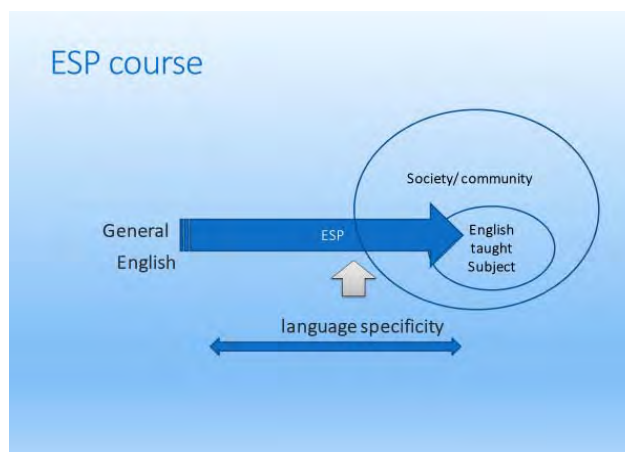 ESP course
Society/ community
General
English
ESP
English
taught
Subject
language specificity